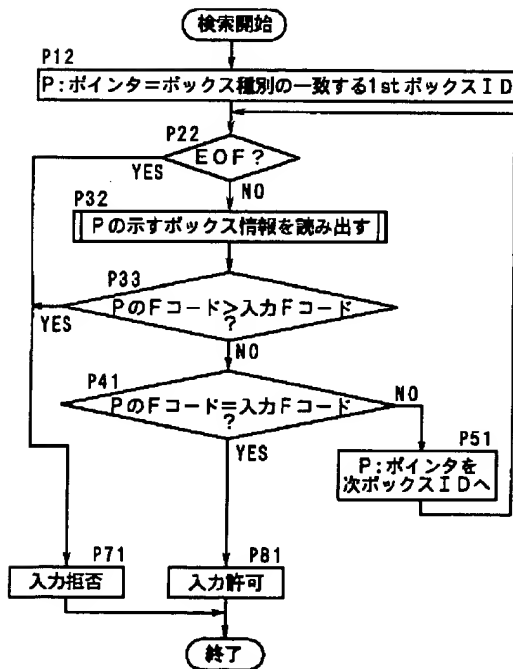 検索開始
P12
P:ポインタ=ボックス種別の一致する1stボックスID
P22
EOF?
YES
NO
P32
Pの示すボックス情報を読み出す
P33
PのFコード>入力Fコード
?
YES
NO
P41
PのFコード=入力Fコード
?
NO
YES
P51
P:ポインタを
次ボックスIDへ
P71
入力拒否
P81
入力許可
終了